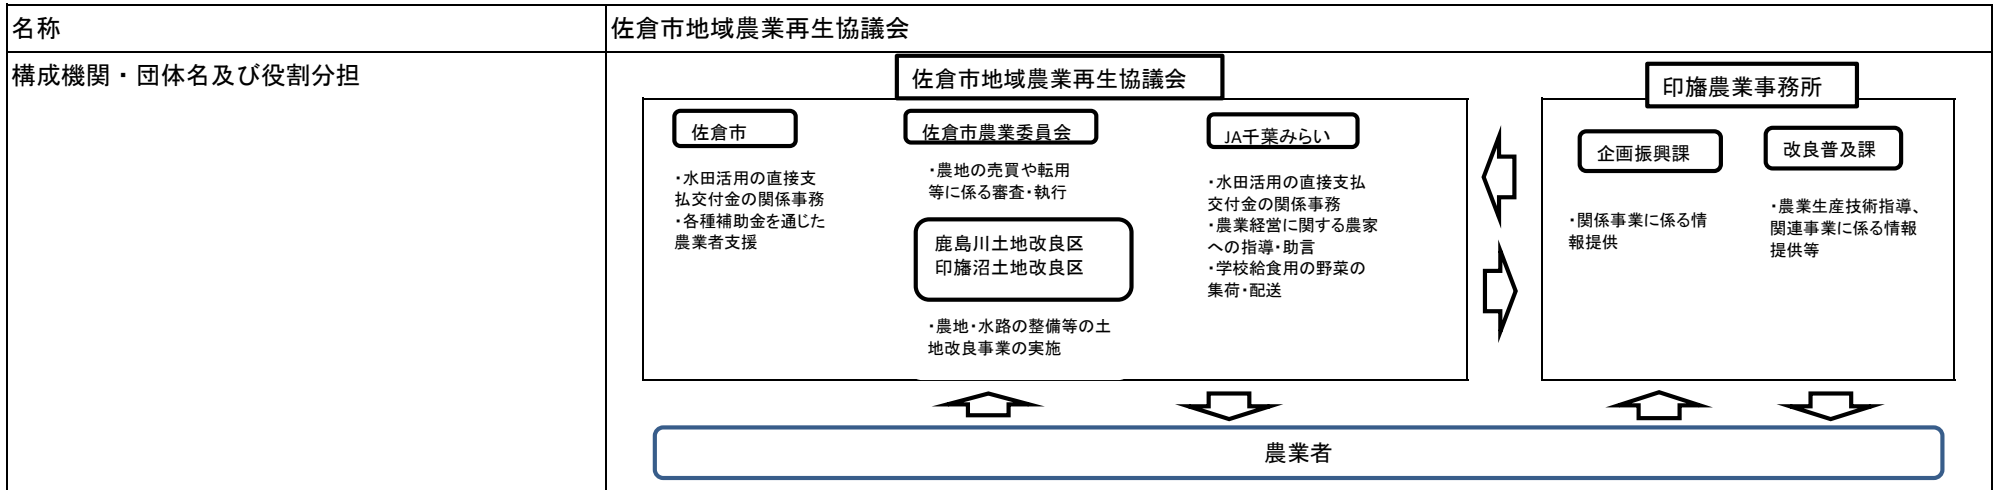 名称
佐倉市地域農業再生協議会
構成機関・団体名及び役割分担
佐倉市地域農業再生協議会
佐倉市
・水田活用の直接支
払交付金の関係事務
・各種補助金を通じた
農業者支援
佐倉市農業委員会
・農地の売買や転用
等に係る審査・執行
鹿島川土地改良区
印旛沼土地改良区
・農地・水路の整備等の土
地改良事業の実施
JA千葉みらい
・水田活用の直接支払
交付金の関係事務
・農業経営に関する農家
への指導・助言
・学校給食用の野菜の
集荷・配送
印旛農業事務所
企画振興課
・関係事業に係る情
報提供
改良普及課
・農業生産技術指導、
関連事業に係る情報
提供等
農業者